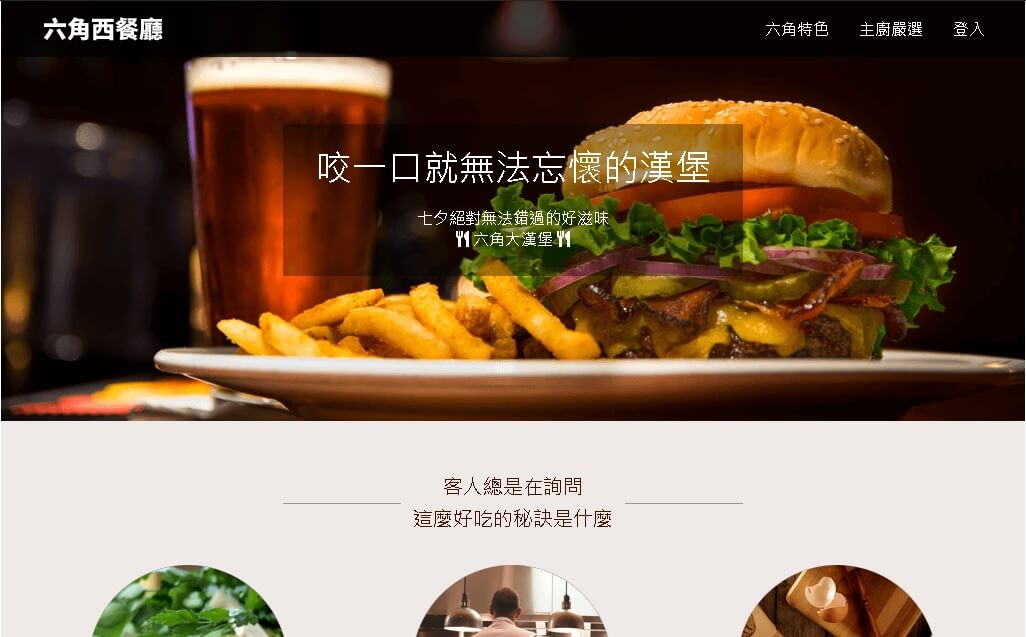 六角西餐廳
六角特色 主廚嚴選 登入
咬一口就無法忘懷的漢堡
七夕絕對無法錯過的好滋味
六角大漢堡
客人總是在詢問
這麼好吃的秘訣是什麼